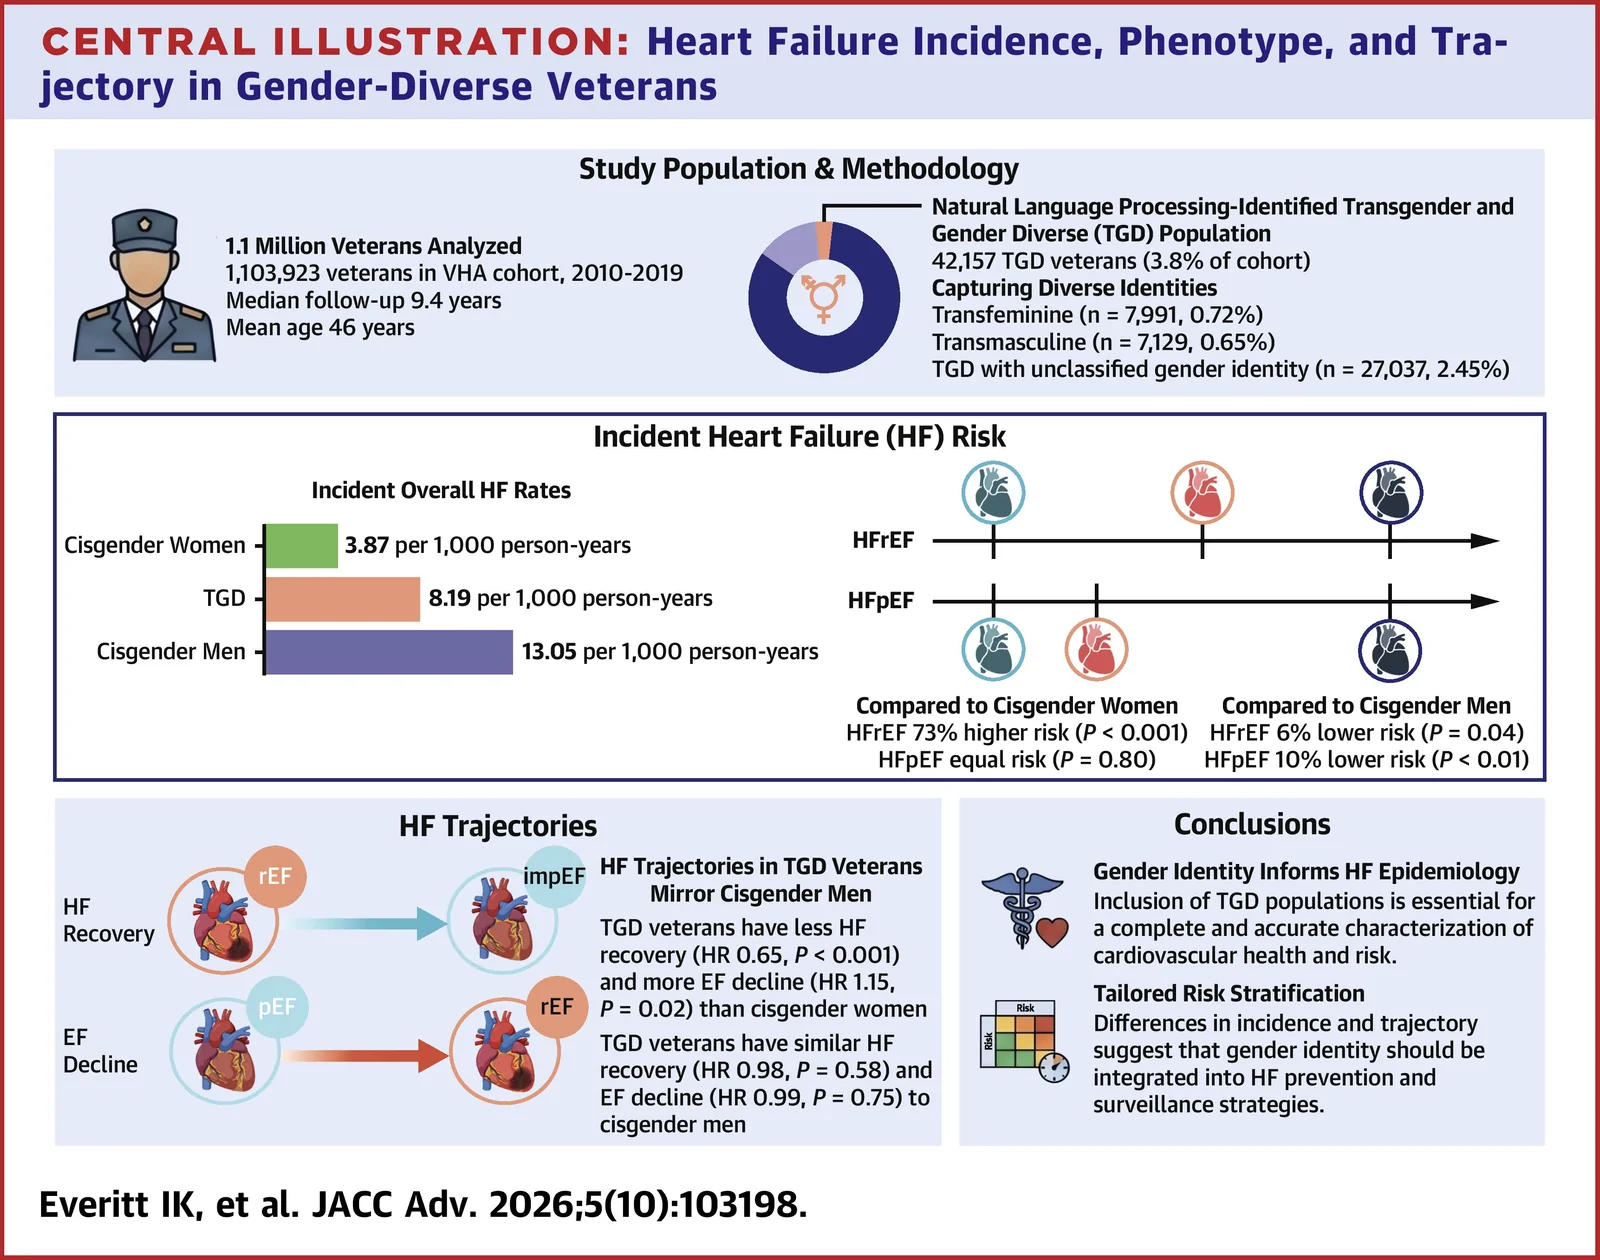 CENTRAL ILLUSTRATION: Heart Failure Incidence, Phenotype, and Tra-
jectory in Gender-Diverse Veterans
Study Population & Methodology
1.1 Million Veterans Analyzed
1,103,923 veterans in VHA cohort, 2010-2019
Median follow-up 9.4 years
Mean age 46 years
Natural Language Processing-Identified Transgender and
Gender Diverse (TGD) Population
42,157 TGD veterans (3.8% of cohort)
Capturing Diverse Identities
Transfeminine (n = 7,991, 0.72%)
Transmasculine (n = 7,129, 0.65%)
TGD with unclassified gender identity (n = 27,037, 2.45%)
Incident Heart Failure (HF) Risk
Incident Overall HF Rates
Cisgender Women
3.87 per 1,000 person-years
TGD
8.19 per 1,000 person-years
Cisgender Men
13.05 per 1,000 person-years
HFrEF
HFpEF
Compared to Cisgender Women
HFrEF 73% higher risk (P < 0.001)
HFpEF equal risk (P = 0.80)
Compared to Cisgender Men
HFrEF 6% lower risk (P = 0.04)
HFpEF 10% lower risk (P < 0.01)
HF Trajectories
HF
Recovery
rEF
impEF
EF
Decline
pEF
rEF
HF Trajectories in TGD Veterans
Mirror Cisgender Men
TGD veterans have less HF
recovery (HR 0.65, P < 0.001)
and more EF decline (HR 1.15,
P = 0.02) than cisgender women
TGD veterans have similar HF
recovery (HR 0.98, P = 0.58) and
EF decline (HR 0.99, P = 0.75) to
cisgender men
Conclusions
Gender Identity Informs HF Epidemiology
Inclusion of TGD populations is essential for
a complete and accurate characterization of
cardiovascular health and risk.
Risk
Risk
Tailored Risk Stratification
Differences in incidence and trajectory
suggest that gender identity should be
integrated into HF prevention and
surveillance strategies.
Everitt IK, et al. JACC Adv. 2026;5(10):103198.